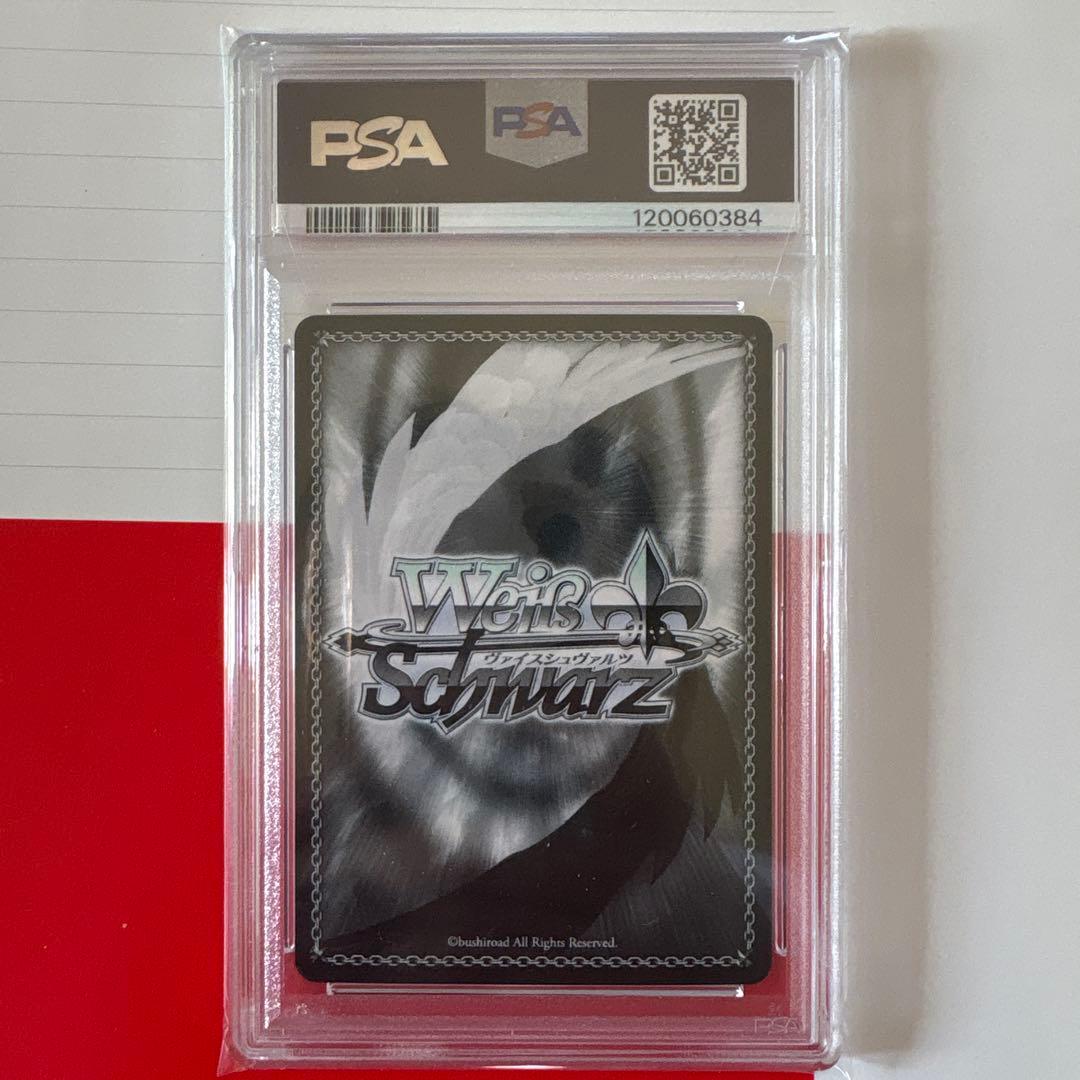 PSA
PSA
120060384
Weiß
ヴァイスシュヴァルツ
Schwarz
©bushiroad All Rights Reserved.
PSA